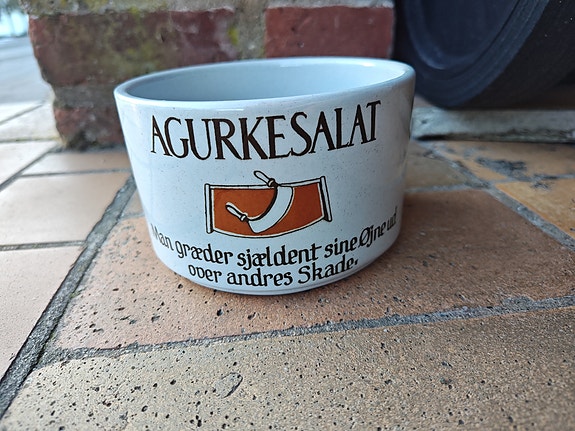 AGURKESALAT
Man græder sjældent sine Øjne ud
over andres Skade.